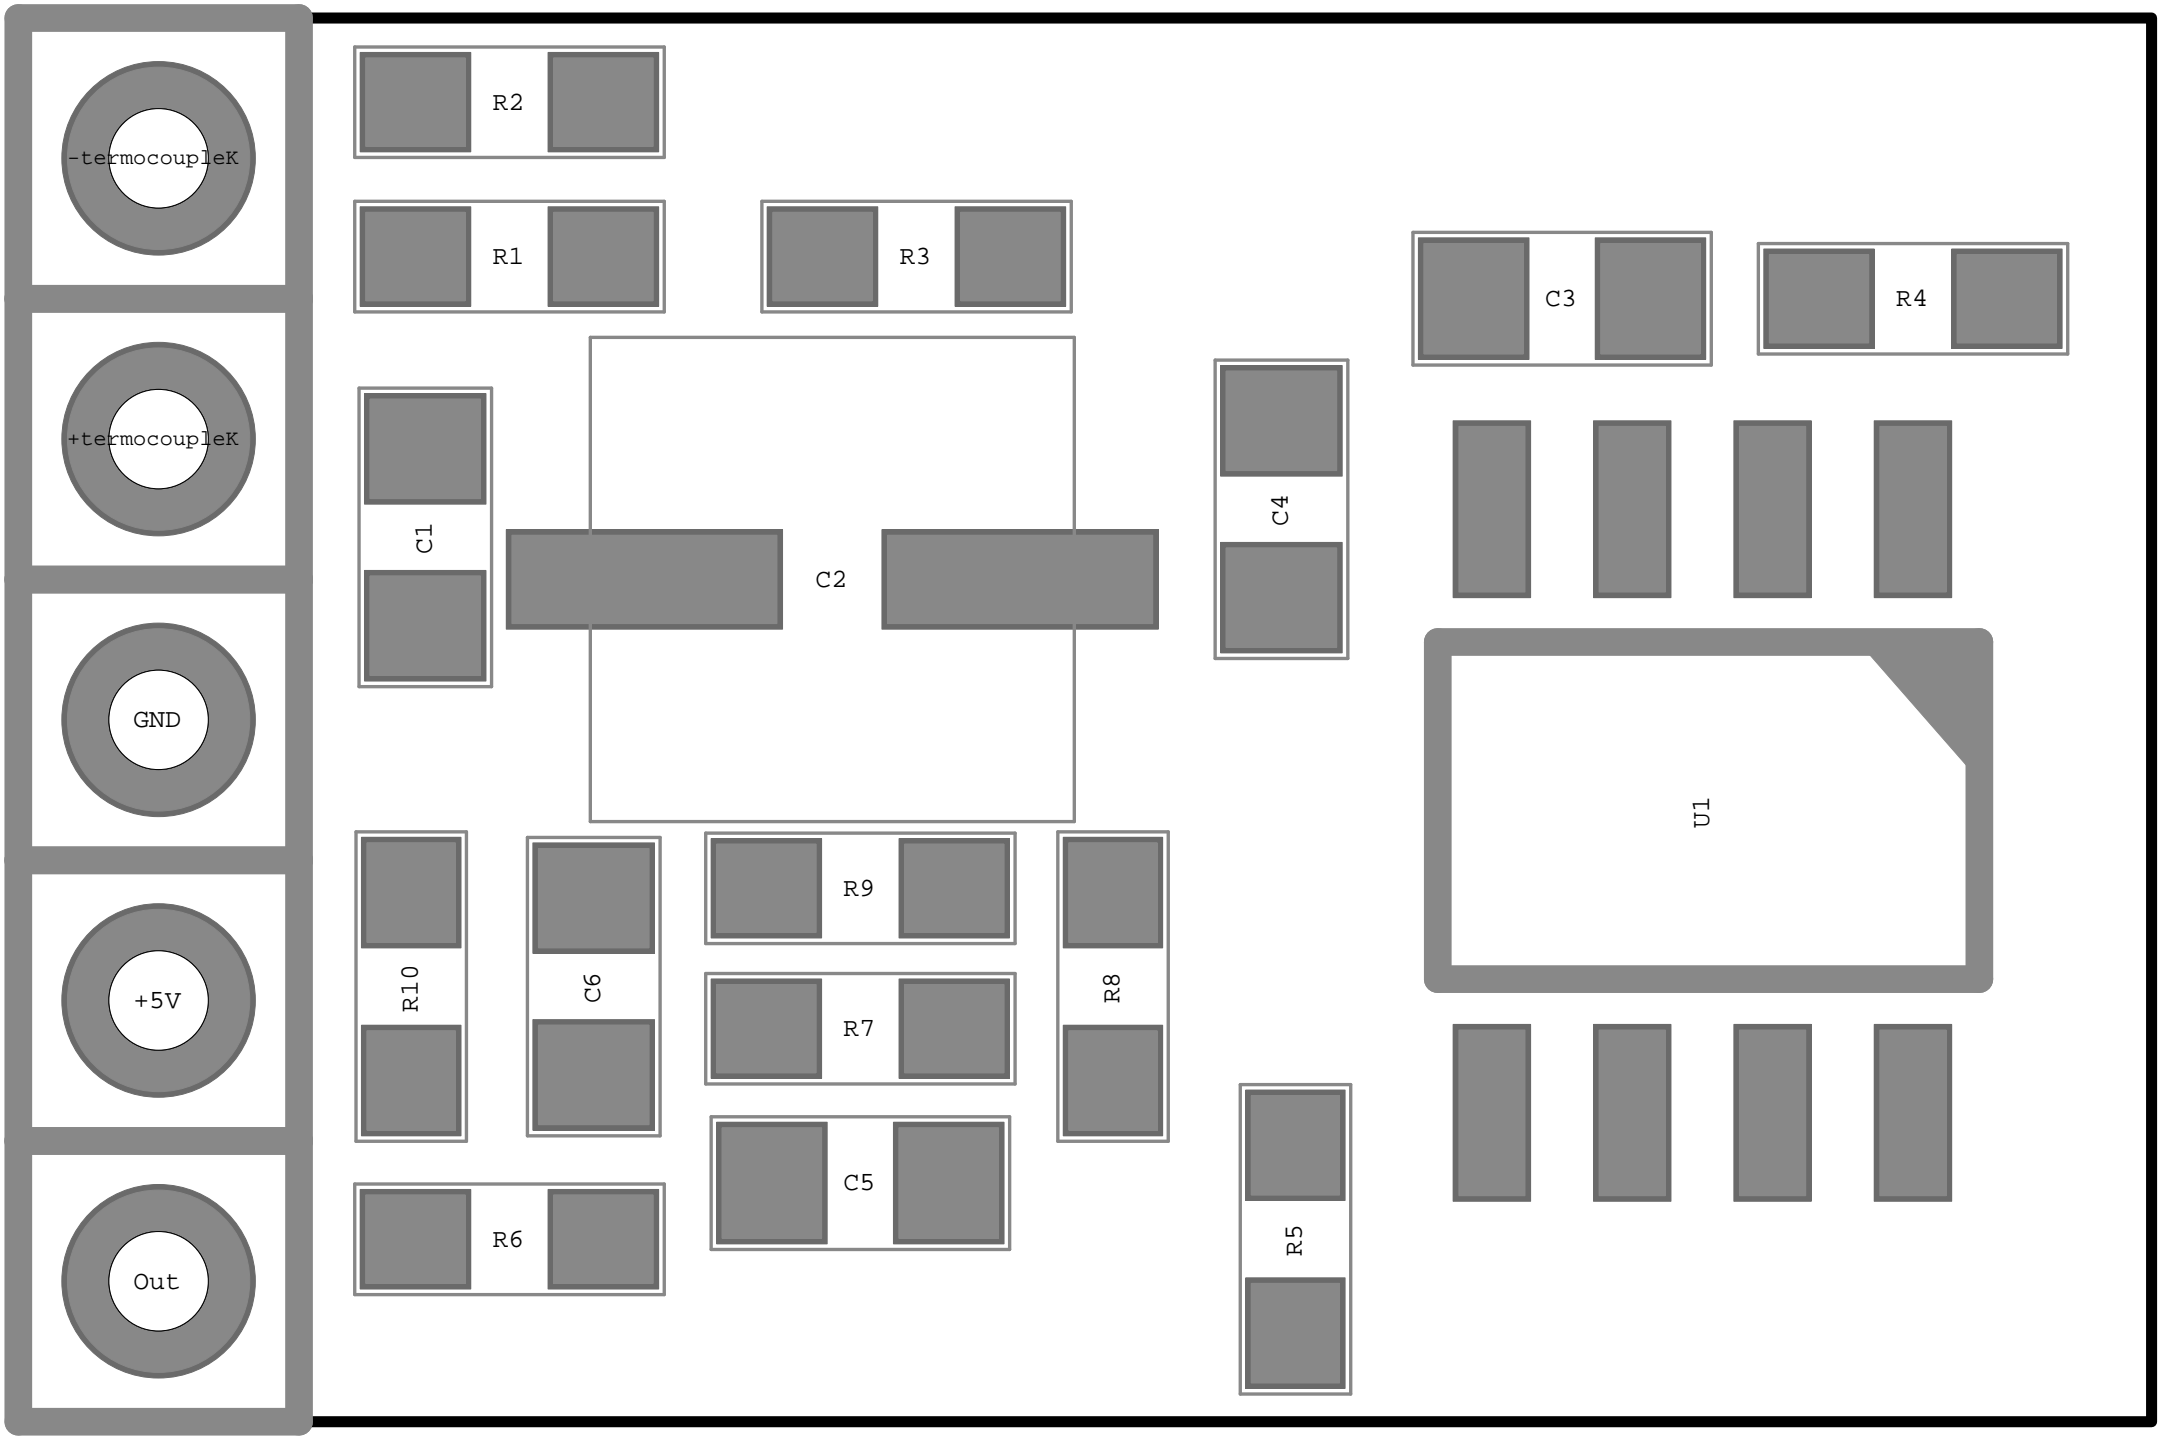 R2
-termocoupleK
R1
R3
C3
R4
+termocoupleK
C4
C1
C2
GND
U1
R9
R10
C6
R8
+5V
R7
C5
R6
R5
Out